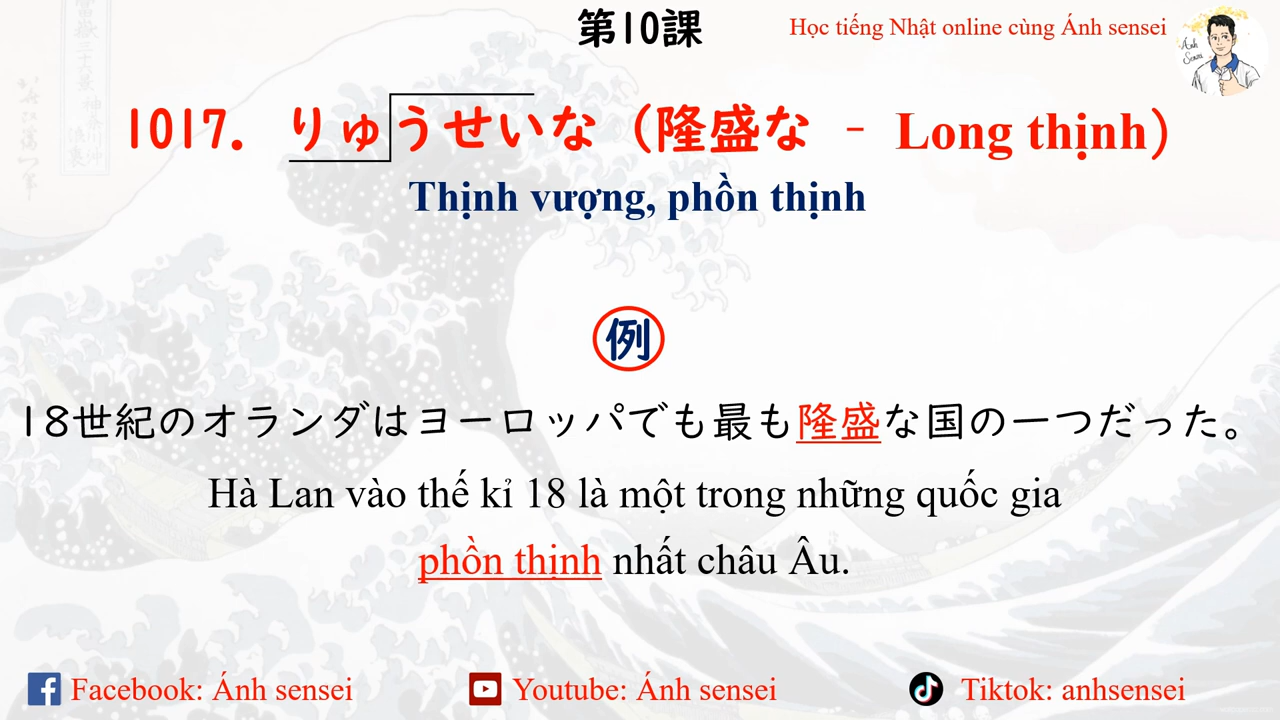 第10課
Học tiếng Nhật online cùng Ánh sensei
Ánh Sensei
1017. りゅうせいな (隆盛な - Long thịnh)
Thịnh vượng, phồn thịnh
例
18世紀のオランダはヨーロッパでも最も隆盛な国の一つだった。
Hà Lan vào thế kỉ 18 là một trong những quốc gia
phồn thịnh nhất châu Âu.
Facebook: Ánh sensei
Youtube: Ánh sensei
Tiktok: anhsensei